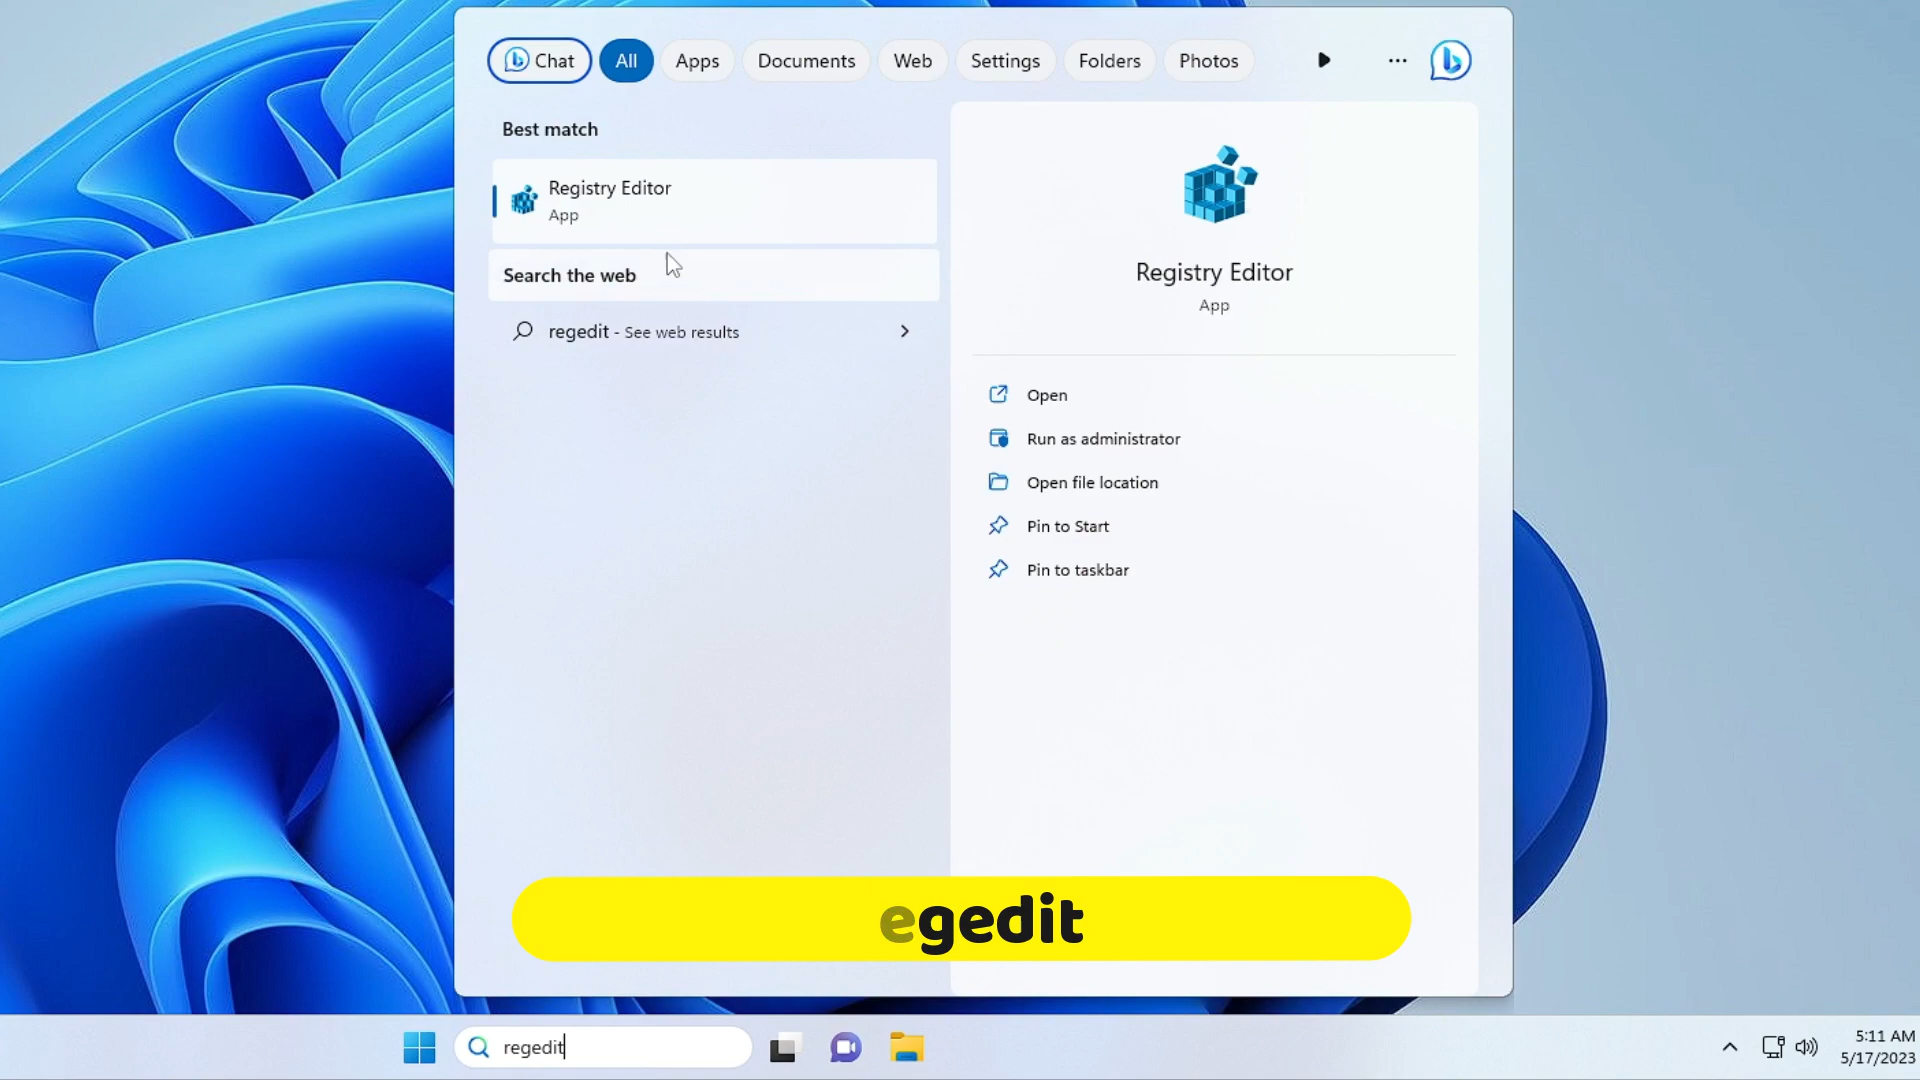 Chat All Apps Documents Web Settings Folders Photos
Best match
Registry Editor
App
Search the web
regedit - See web results
Registry Editor
App
Open
Run as administrator
Open file location
Pin to Start
Pin to taskbar
egedit
regedit
5:11 AM
5/17/2023